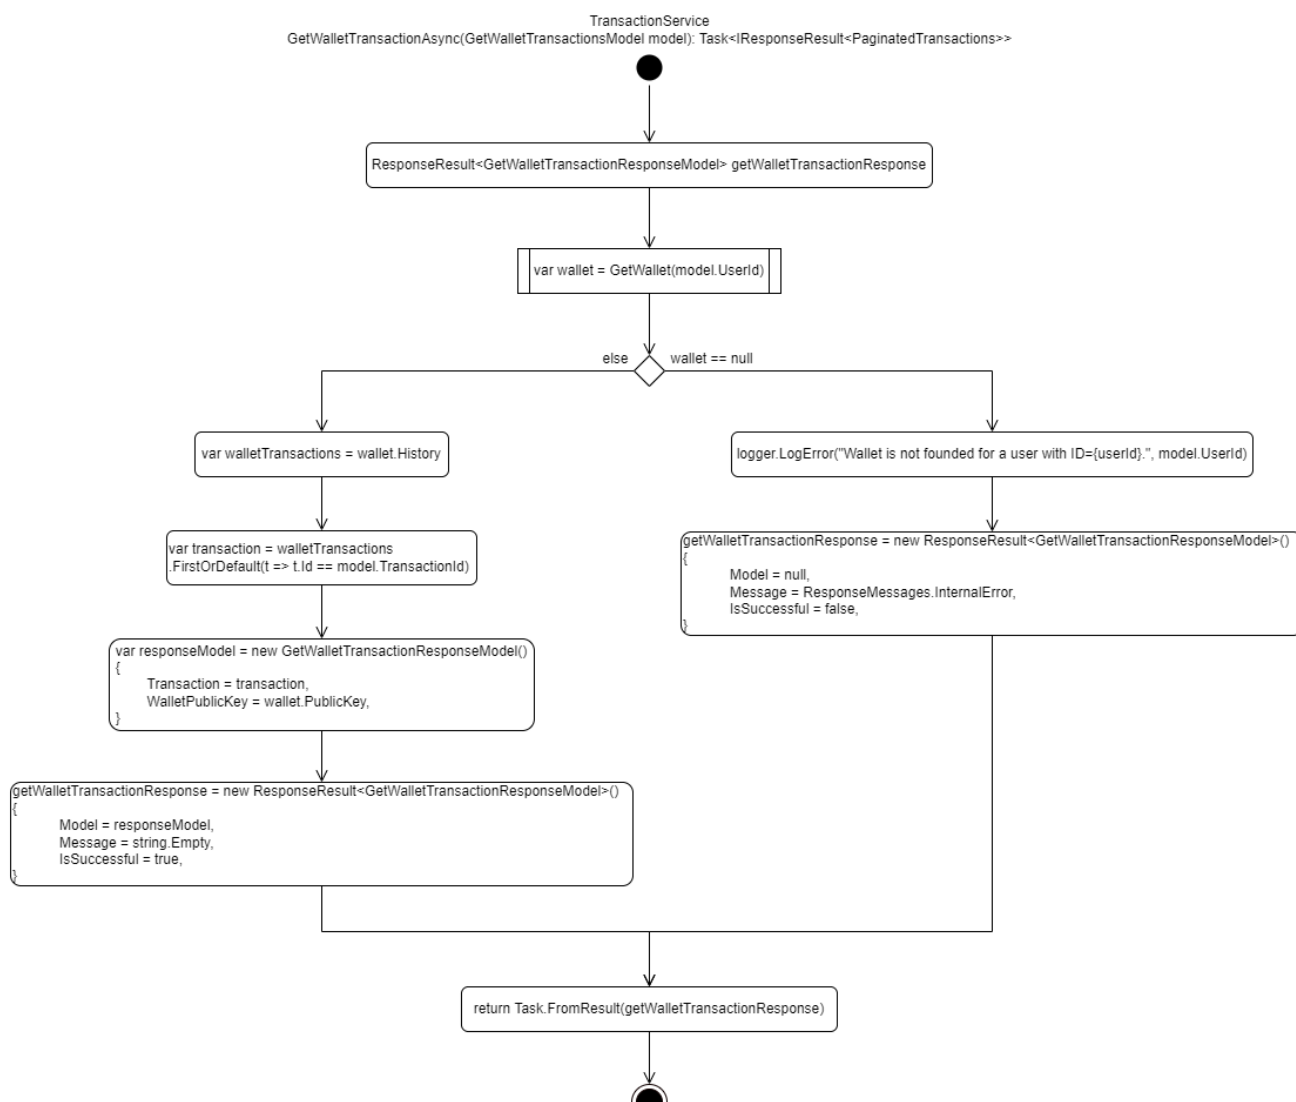 TransactionService
GetWalletTransactionAsync(GetWalletTransactionsModel model): Task<IResponseResult<PaginatedTransactions>>
ResponseResult<GetWalletTransactionResponseModel> getWalletTransactionResponse
var wallet = GetWallet(model.UserId)
else
wallet == null
var walletTransactions = wallet.History
var transaction = walletTransactions
.FirstOrDefault(t => t.Id == model.TransactionId)
var responseModel = new GetWalletTransactionResponseModel()
{
Transaction = transaction,
WalletPublicKey = wallet.PublicKey,
}
getWalletTransactionResponse = new ResponseResult<GetWalletTransactionResponseModel>()
{
Model = responseModel,
Message = string.Empty,
IsSuccessful = true,
}
logger.LogError("Wallet is not founded for a user with ID={userId}.", model.UserId)
getWalletTransactionResponse = new ResponseResult<GetWalletTransactionResponseModel>()
{
Model = null,
Message = ResponseMessages.InternalError,
IsSuccessful = false,
}
return Task.FromResult(getWalletTransactionResponse)